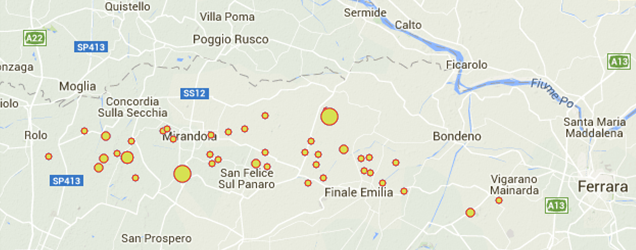 Quistello
Sermide
Villa Poma
Calto
A22
SP413
Poggio Rusco
A13
Ficarolo
Moglia
Fiume Po
SS12
Concordia
Sulla Secchia
Santa Maria
Maddalena
Rolo
Mirandola
Bondeno
San Felice
Sul Panaro
SP413
Vigarano
Mainarda
Finale Emilia
Ferrara
A13
San Prospero